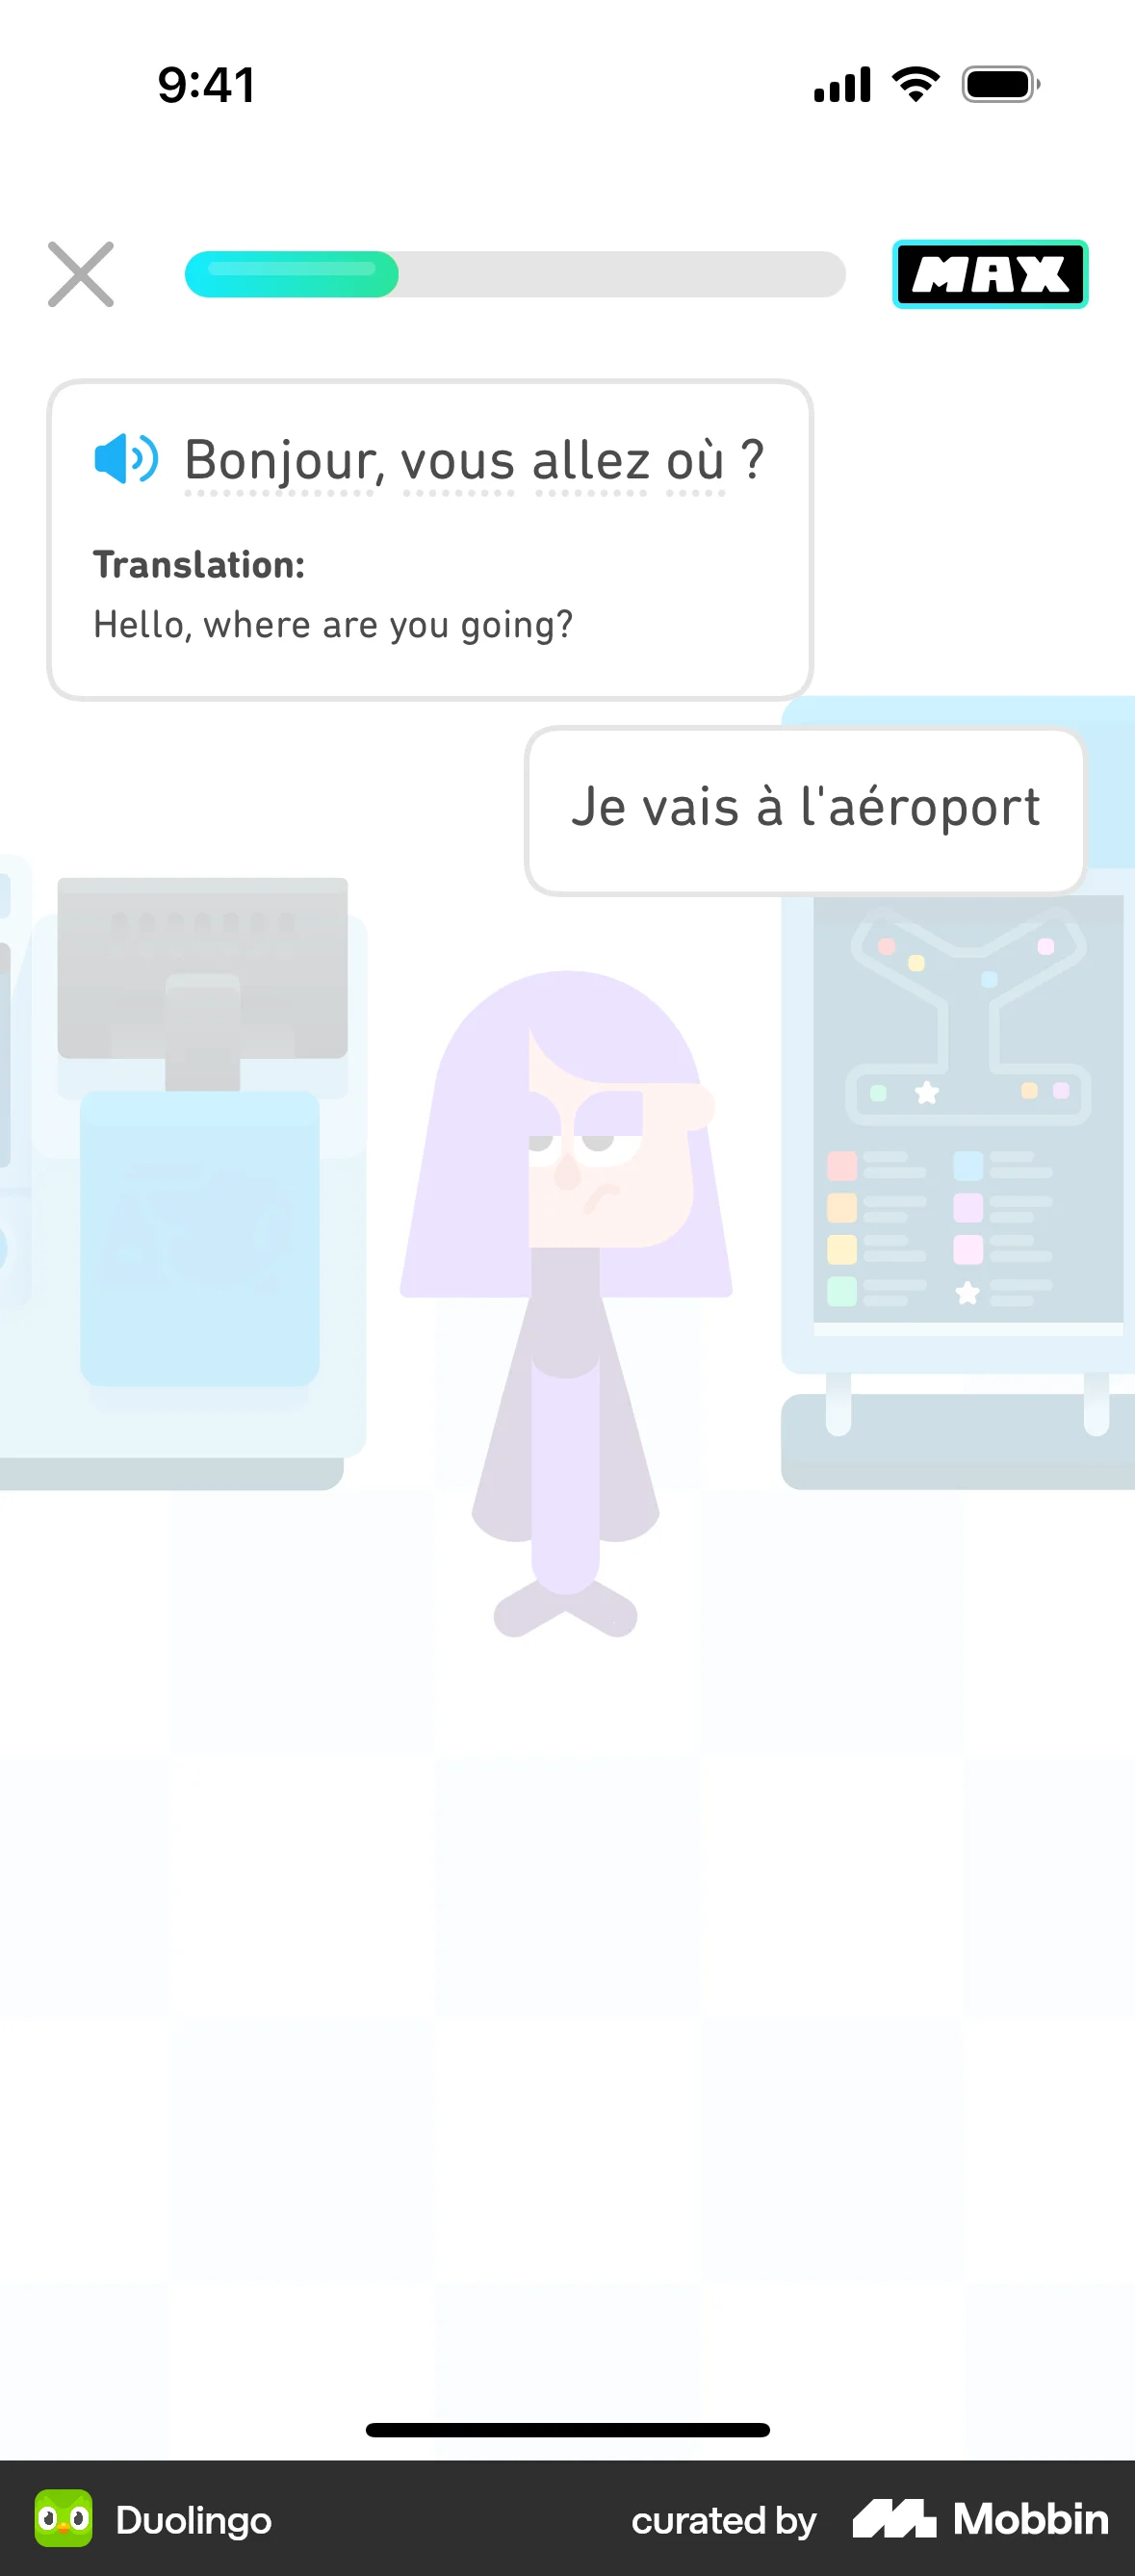 9:41
MAX
Bonjour, vous allez où ?
Translation:
Hello, where are you going?
Je vais à l'aéroport
Duolingo
curated by Mobbin